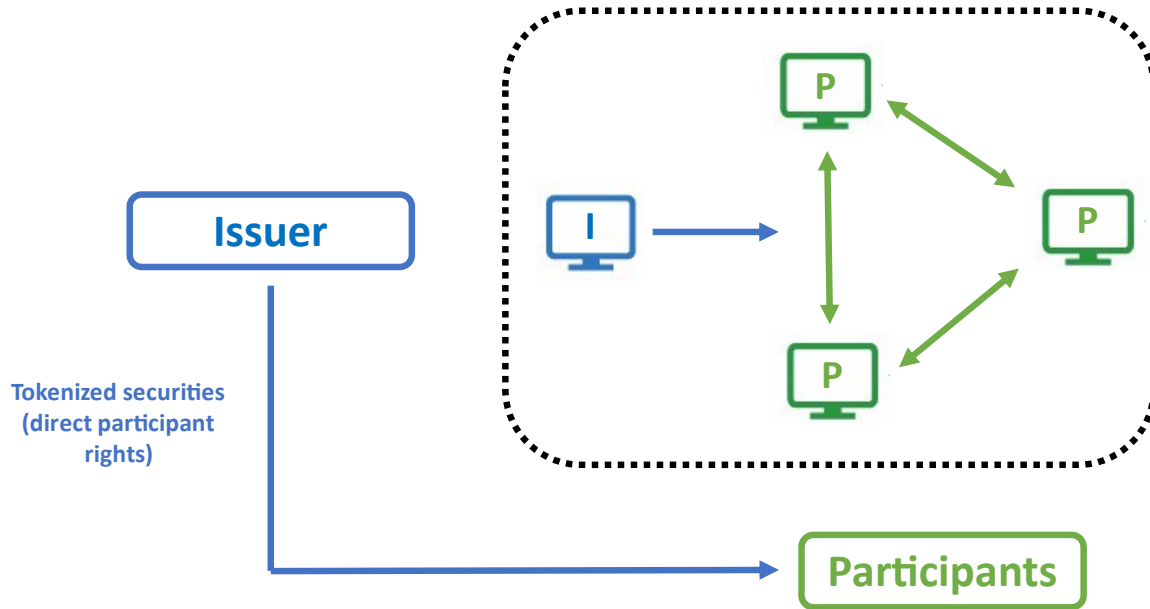 P
P
I
Issuer
P
Tokenized securities
(direct participant
rights)
Participants